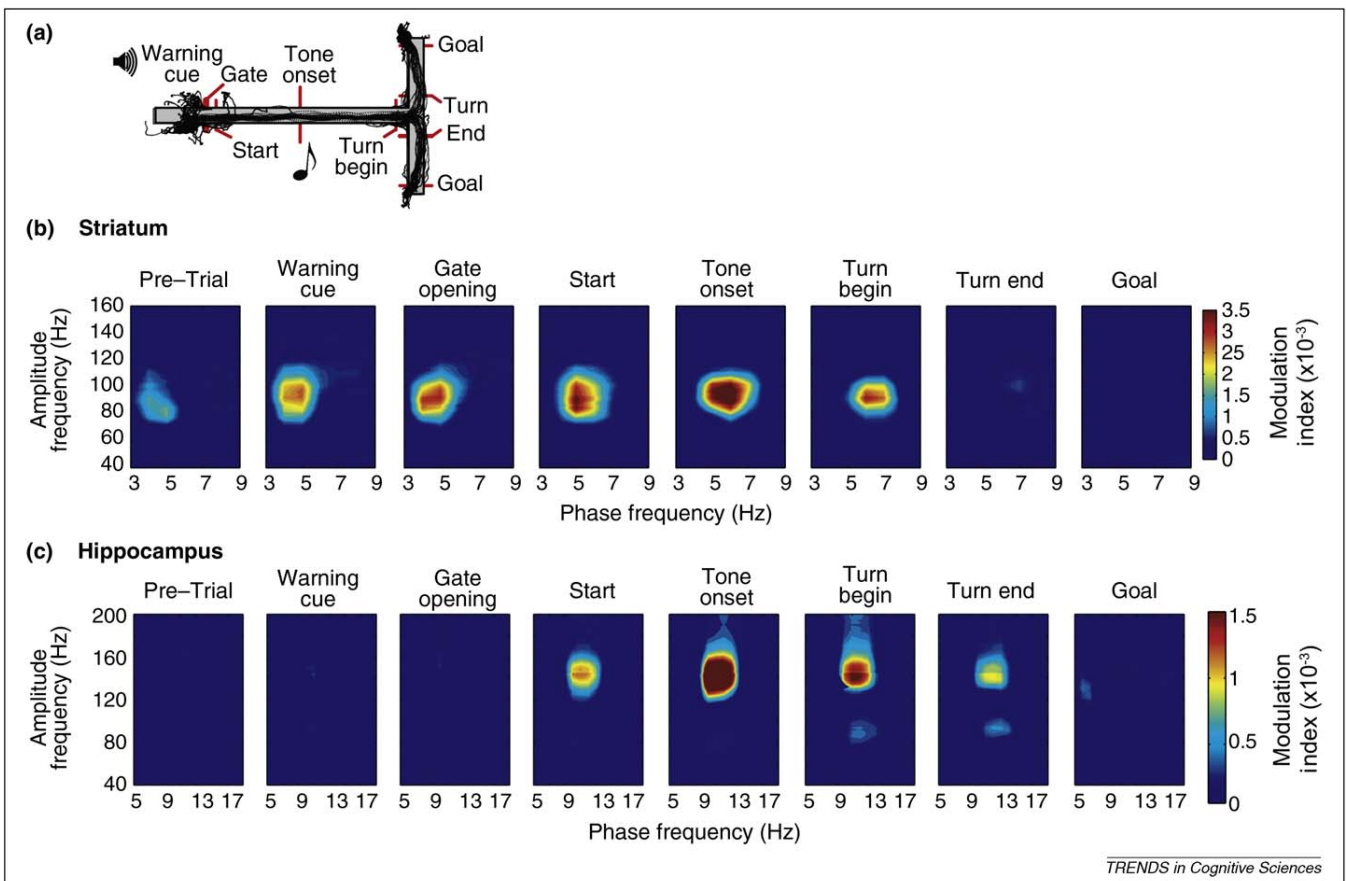 (a)
Warning
cue
Gate
Tone
onset
Goal
Turn
End
Start
Turn
begin
Goal
(b) Striatum
Pre–Trial
Warning
cue
Gate
opening
Start
Tone
onset
Turn
begin
Turn end
Goal
Amplitude
frequency (Hz)
160
140
120
100
80
60
40
3 5 7 9 3 5 7 9 3 5 7 9 3 5 7 9 3 5 7 9 3 5 7 9 3 5 7 9 3 5 7 9
Phase frequency (Hz)
3.5
3
25
2
1.5
1
0.5
0
Modulation
index (x10-3)
(c) Hippocampus
Pre–Trial
Warning
cue
Gate
opening
Start
Tone
onset
Turn
begin
Turn end
Goal
Amplitude
frequency (Hz)
200
160
120
80
40
5 9 13 17 5 9 13 17 5 9 13 17 5 9 13 17 5 9 13 17 5 9 13 17 5 9 13 17 5 9 13 17
Phase frequency (Hz)
1.5
1
0.5
0
Modulation
index (x10-3)
TRENDS in Cognitive Sciences